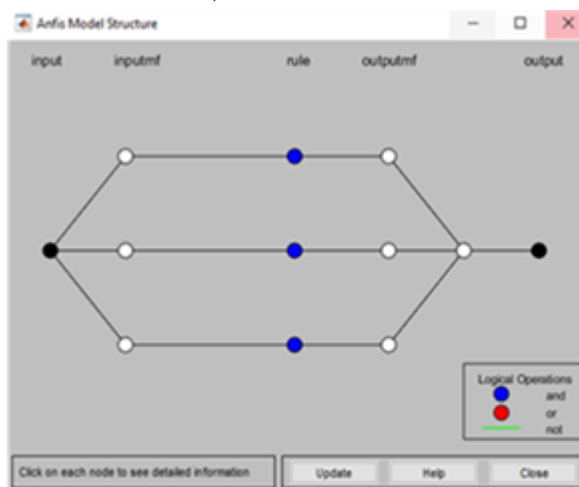 Anfis Model Structure
input inputmf rule outputmf output
Logical Operations
and
or
not
Click on each node to see detailed information
Update Help Close